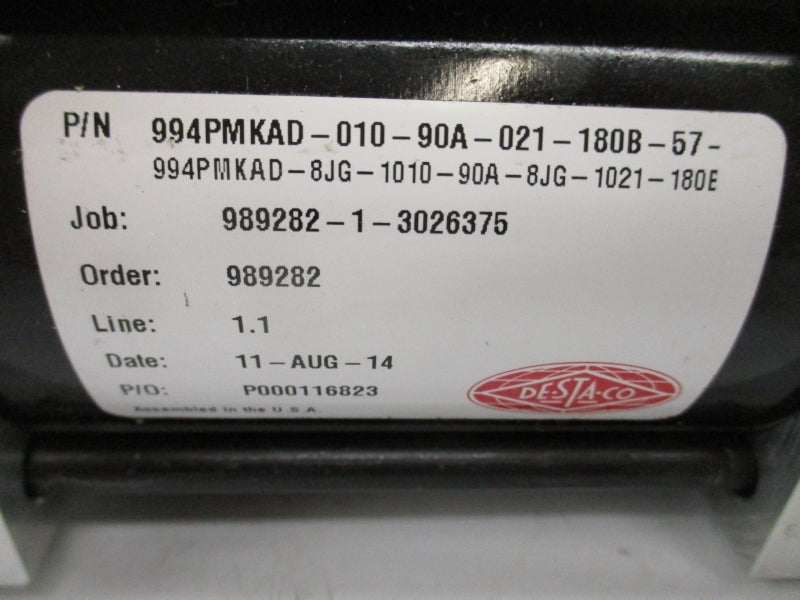 P/N 994PMKAD-010-90A-021-180B-57-
994PMKAD-8JG-1010-90A-8JG-1021-180B
Job: 989282-1-3026375
Order: 989282
Line: 1.1
Date: 11-AUG-14
P/O: P000116823
Assembled in the U.S.A.
DE-STA-CO